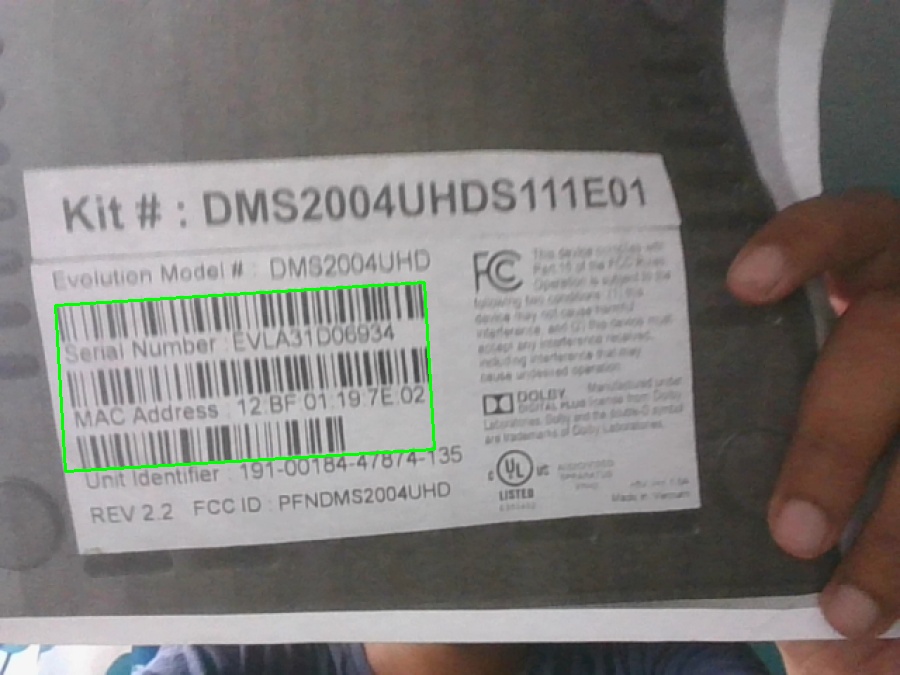 Kit # : DMS2004UHDS111E01
Evolution Model # : DMS2004UHD
Serial Number : EVLA31D06934
MAC Address : 12:BF:01:19:7E:02
Unit Identifier : 191-00184-47874-135
REV 2.2 FCC ID : PFNDMS2004UHD
FC
This device complies with
Part 15 of the FCC Rules.
Operation is subject to the
following two conditions: (1) this
device may not cause harmful
interference, and (2) this device must
accept any interference received,
including interference that may
cause undesired operation.
DOLBY
DIGITAL PLUS
Manufactured under
license from Dolby
Laboratories. Dolby and the double-D symbol
are trademarks of Dolby Laboratories.
c UL us
LISTED
Made in Vietnam